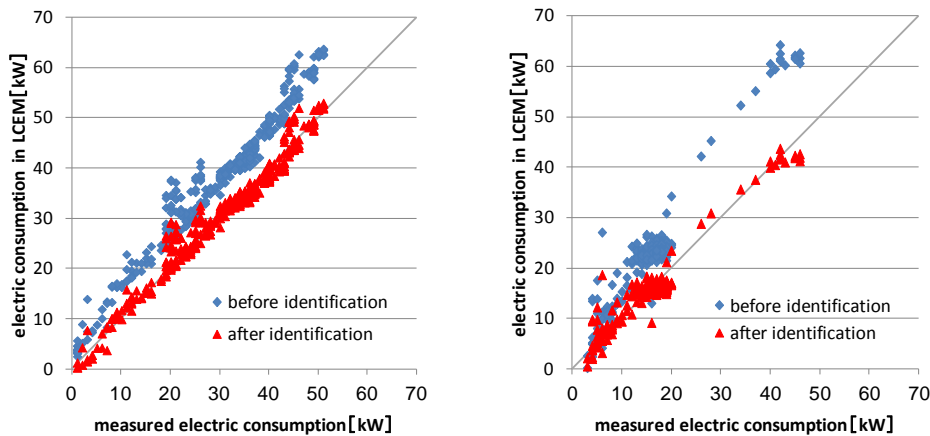 electric consumption in LCEM[kW]
70
60
50
40
30
20
10
0
before identification
after identification
0 10 20 30 40 50 60 70
measured electric consumption[kW]
electric consumption in LCEM[kW]
70
60
50
40
30
20
10
0
before identification
after identification
0 10 20 30 40 50 60 70
measured electric consumption[kW]